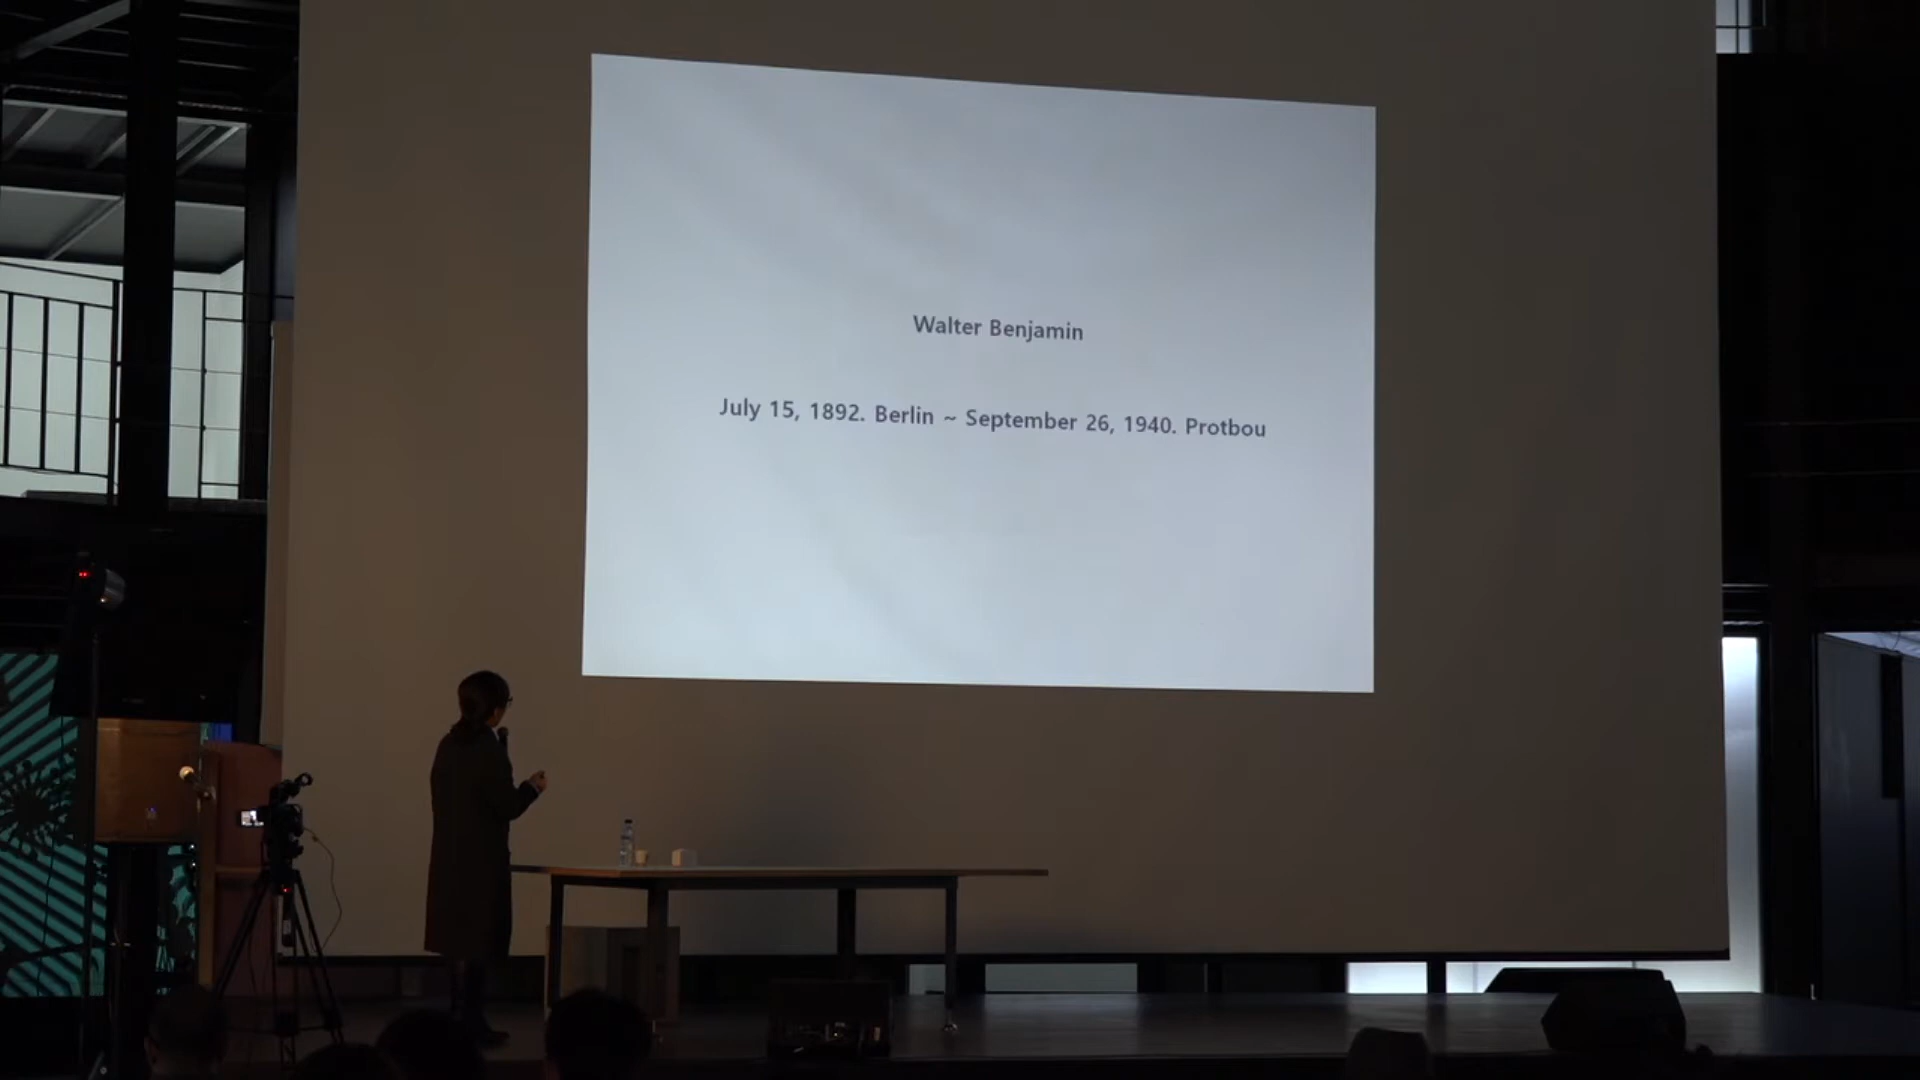 Walter Benjamin
July 15, 1892. Berlin ~ September 26, 1940. Protbou